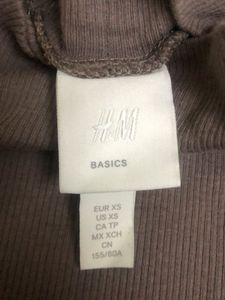 H&M
BASICS
EUR XS
US XS
CA TP
MX XCH
CN
155/80A